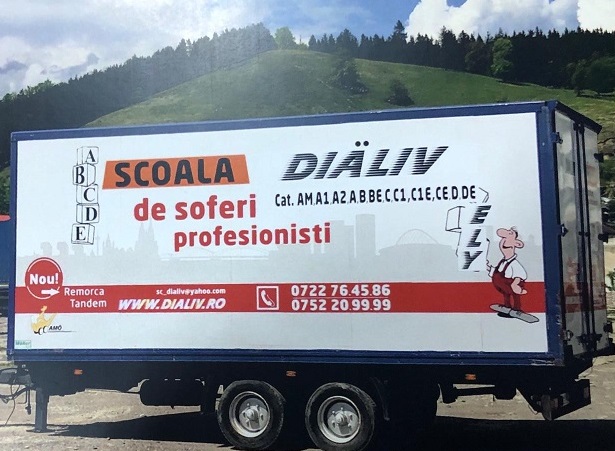 A
B
C
D
E
SCOALA
de soferi
profesionisti
DIÄLIV
Cat. AM.A1.A2.A.B.BE.C.C1,C1E,CE.D.DE
E
L
Y
Nou!
Remorca
Tandem
sc_dialiv@yahoo.com
WWW.DIALIV.RO
0722 76.45.86
0752 20.99.99
AMÖ